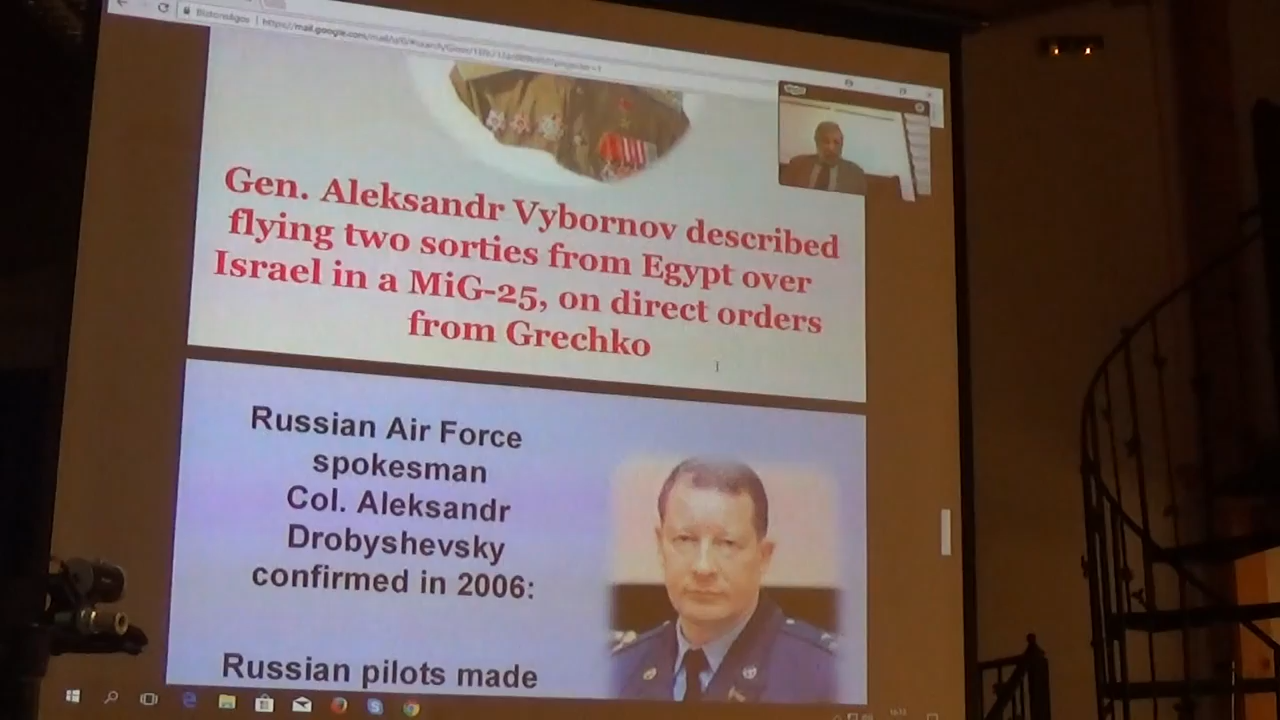 Gen. Aleksandr Vybornov described
flying two sorties from Egypt over
Israel in a MiG-25, on direct orders
from Grechko
Russian Air Force
spokesman
Col. Aleksandr
Drobyshevsky
confirmed in 2006:
Russian pilots made